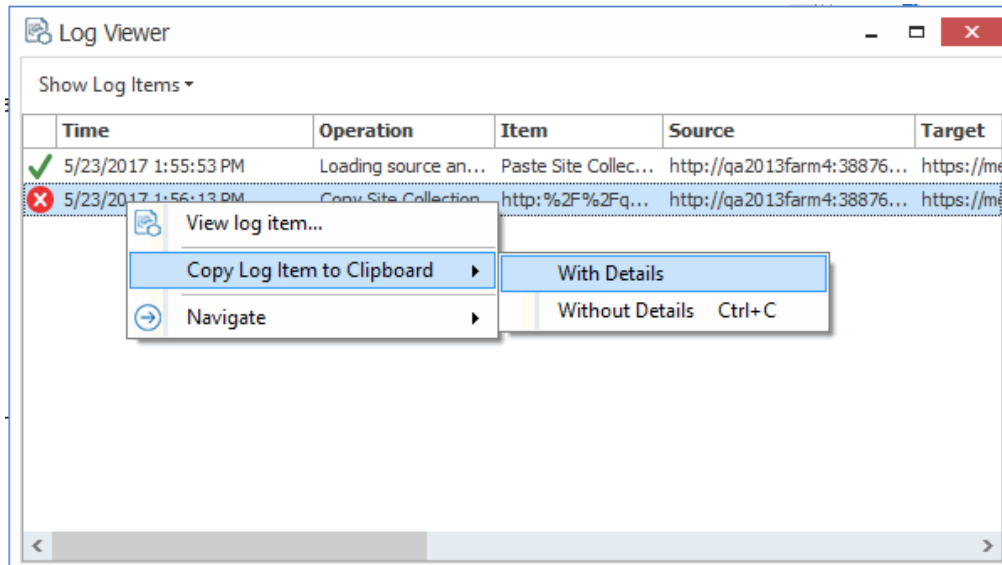 Log Viewer
Show Log Items
Time Operation Item Source Target
5/23/2017 1:55:53 PM Loading source an... Paste Site Collec... http://qa2013farm4:38876... https://me
5/23/2017 1:56:13 PM Copy Site Collection http:%2F%2Fq... http://qa2013farm4:38876... https://me
View log item...
Copy Log Item to Clipboard With Details
Without Details Ctrl+C
Navigate